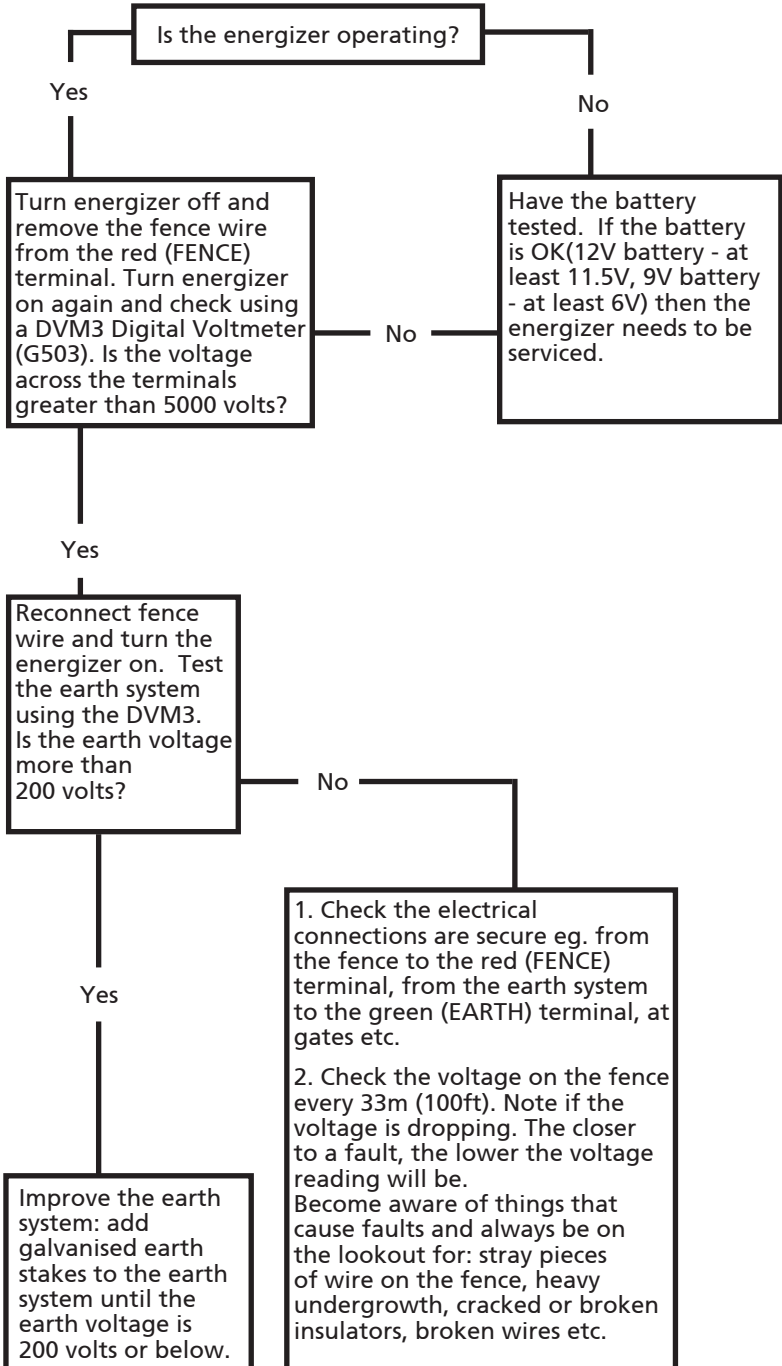 Is the energizer operating?
Yes
No
Turn energizer off and
remove the fence wire
from the red (FENCE)
terminal. Turn energizer
on again and check using
a DVM3 Digital Voltmeter
(G503). Is the voltage
across the terminals
greater than 5000 volts?
No
Have the battery
tested.  If the battery
is OK(12V battery - at
least 11.5V, 9V battery
- at least 6V) then the
energizer needs to be
serviced.
Yes
Reconnect fence
wire and turn the
energizer on.  Test
the earth system
using the DVM3.
Is the earth voltage
more than
200 volts?
No
Yes
1. Check the electrical
connections are secure eg. from
the fence to the red (FENCE)
terminal, from the earth system
to the green (EARTH) terminal, at
gates etc.
2. Check the voltage on the fence
every 33m (100ft). Note if the
voltage is dropping. The closer
to a fault, the lower the voltage
reading will be.
Become aware of things that
cause faults and always be on
the lookout for: stray pieces
of wire on the fence, heavy
undergrowth, cracked or broken
insulators, broken wires etc.
Improve the earth
system: add
galvanised earth
stakes to the earth
system until the
earth voltage is
200 volts or below.